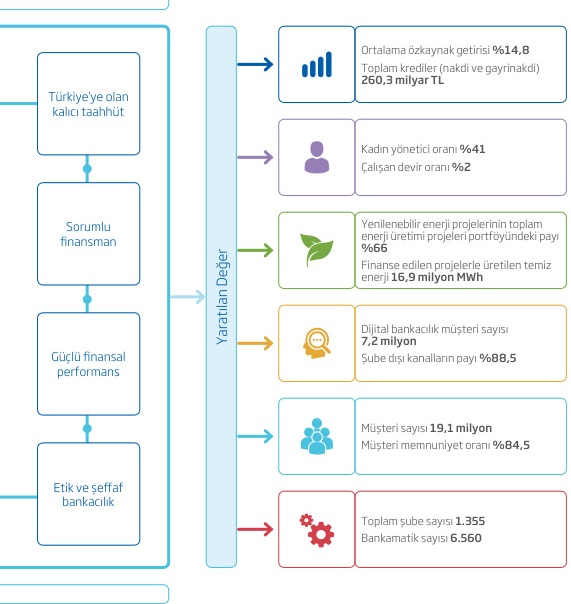 Türkiye'ye olan
kalıcı taahhüt
Sorumlu
finansman
Güçlü finansal
performans
Etik ve şeffaf
bankacılık
Yaratılan Değer
Ortalama özkaynak getirisi %14,8
Toplam krediler (nakdi ve gayrinakdi)
260,3 milyar TL
Kadın yönetici oranı %41
Çalışan devir oranı %2
Yenilenebilir enerji projelerinin toplam
enerji üretimi projeleri portföyündeki payı
%66
Finanse edilen projelerle üretilen temiz
enerji 16,9 milyon MWh
Dijital bankacılık müşteri sayısı
7,2 milyon
Şube dışı kanalların payı %88,5
Müşteri sayısı 19,1 milyon
Müşteri memnuniyet oranı %84,5
Toplam şube sayısı 1.355
Bankamatik sayısı 6.560